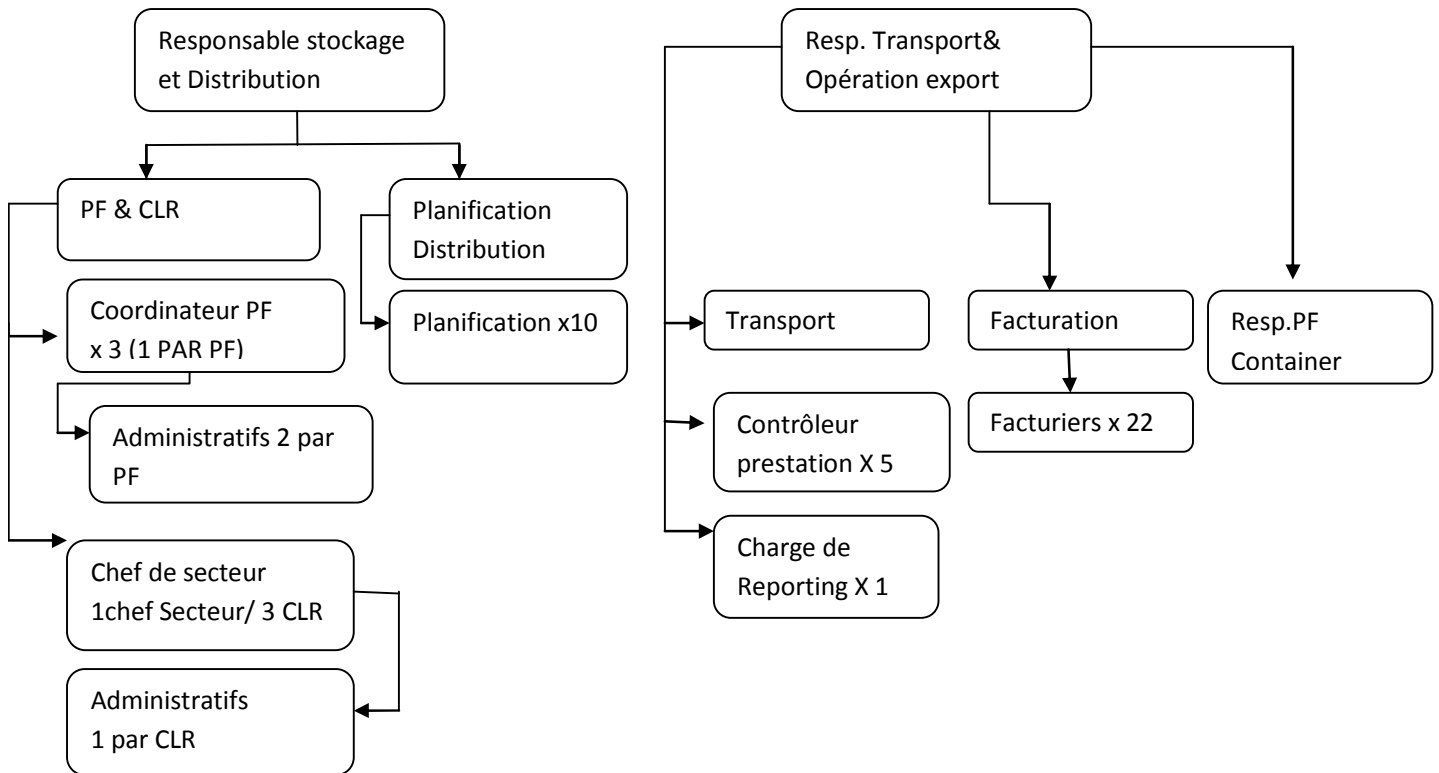 Responsable stockage
et Distribution
PF & CLR
Planification
Distribution
Coordinateur PF
x 3 (1 PAR PF)
Planification x10
Administratifs 2 par
PF
Chef de secteur
1chef Secteur/ 3 CLR
Administratifs
1 par CLR
Resp. Transport&
Opération export
Transport
Facturation
Resp.PF
Container
Contrôleur
prestation X 5
Facturiers x 22
Charge de
Reporting X 1